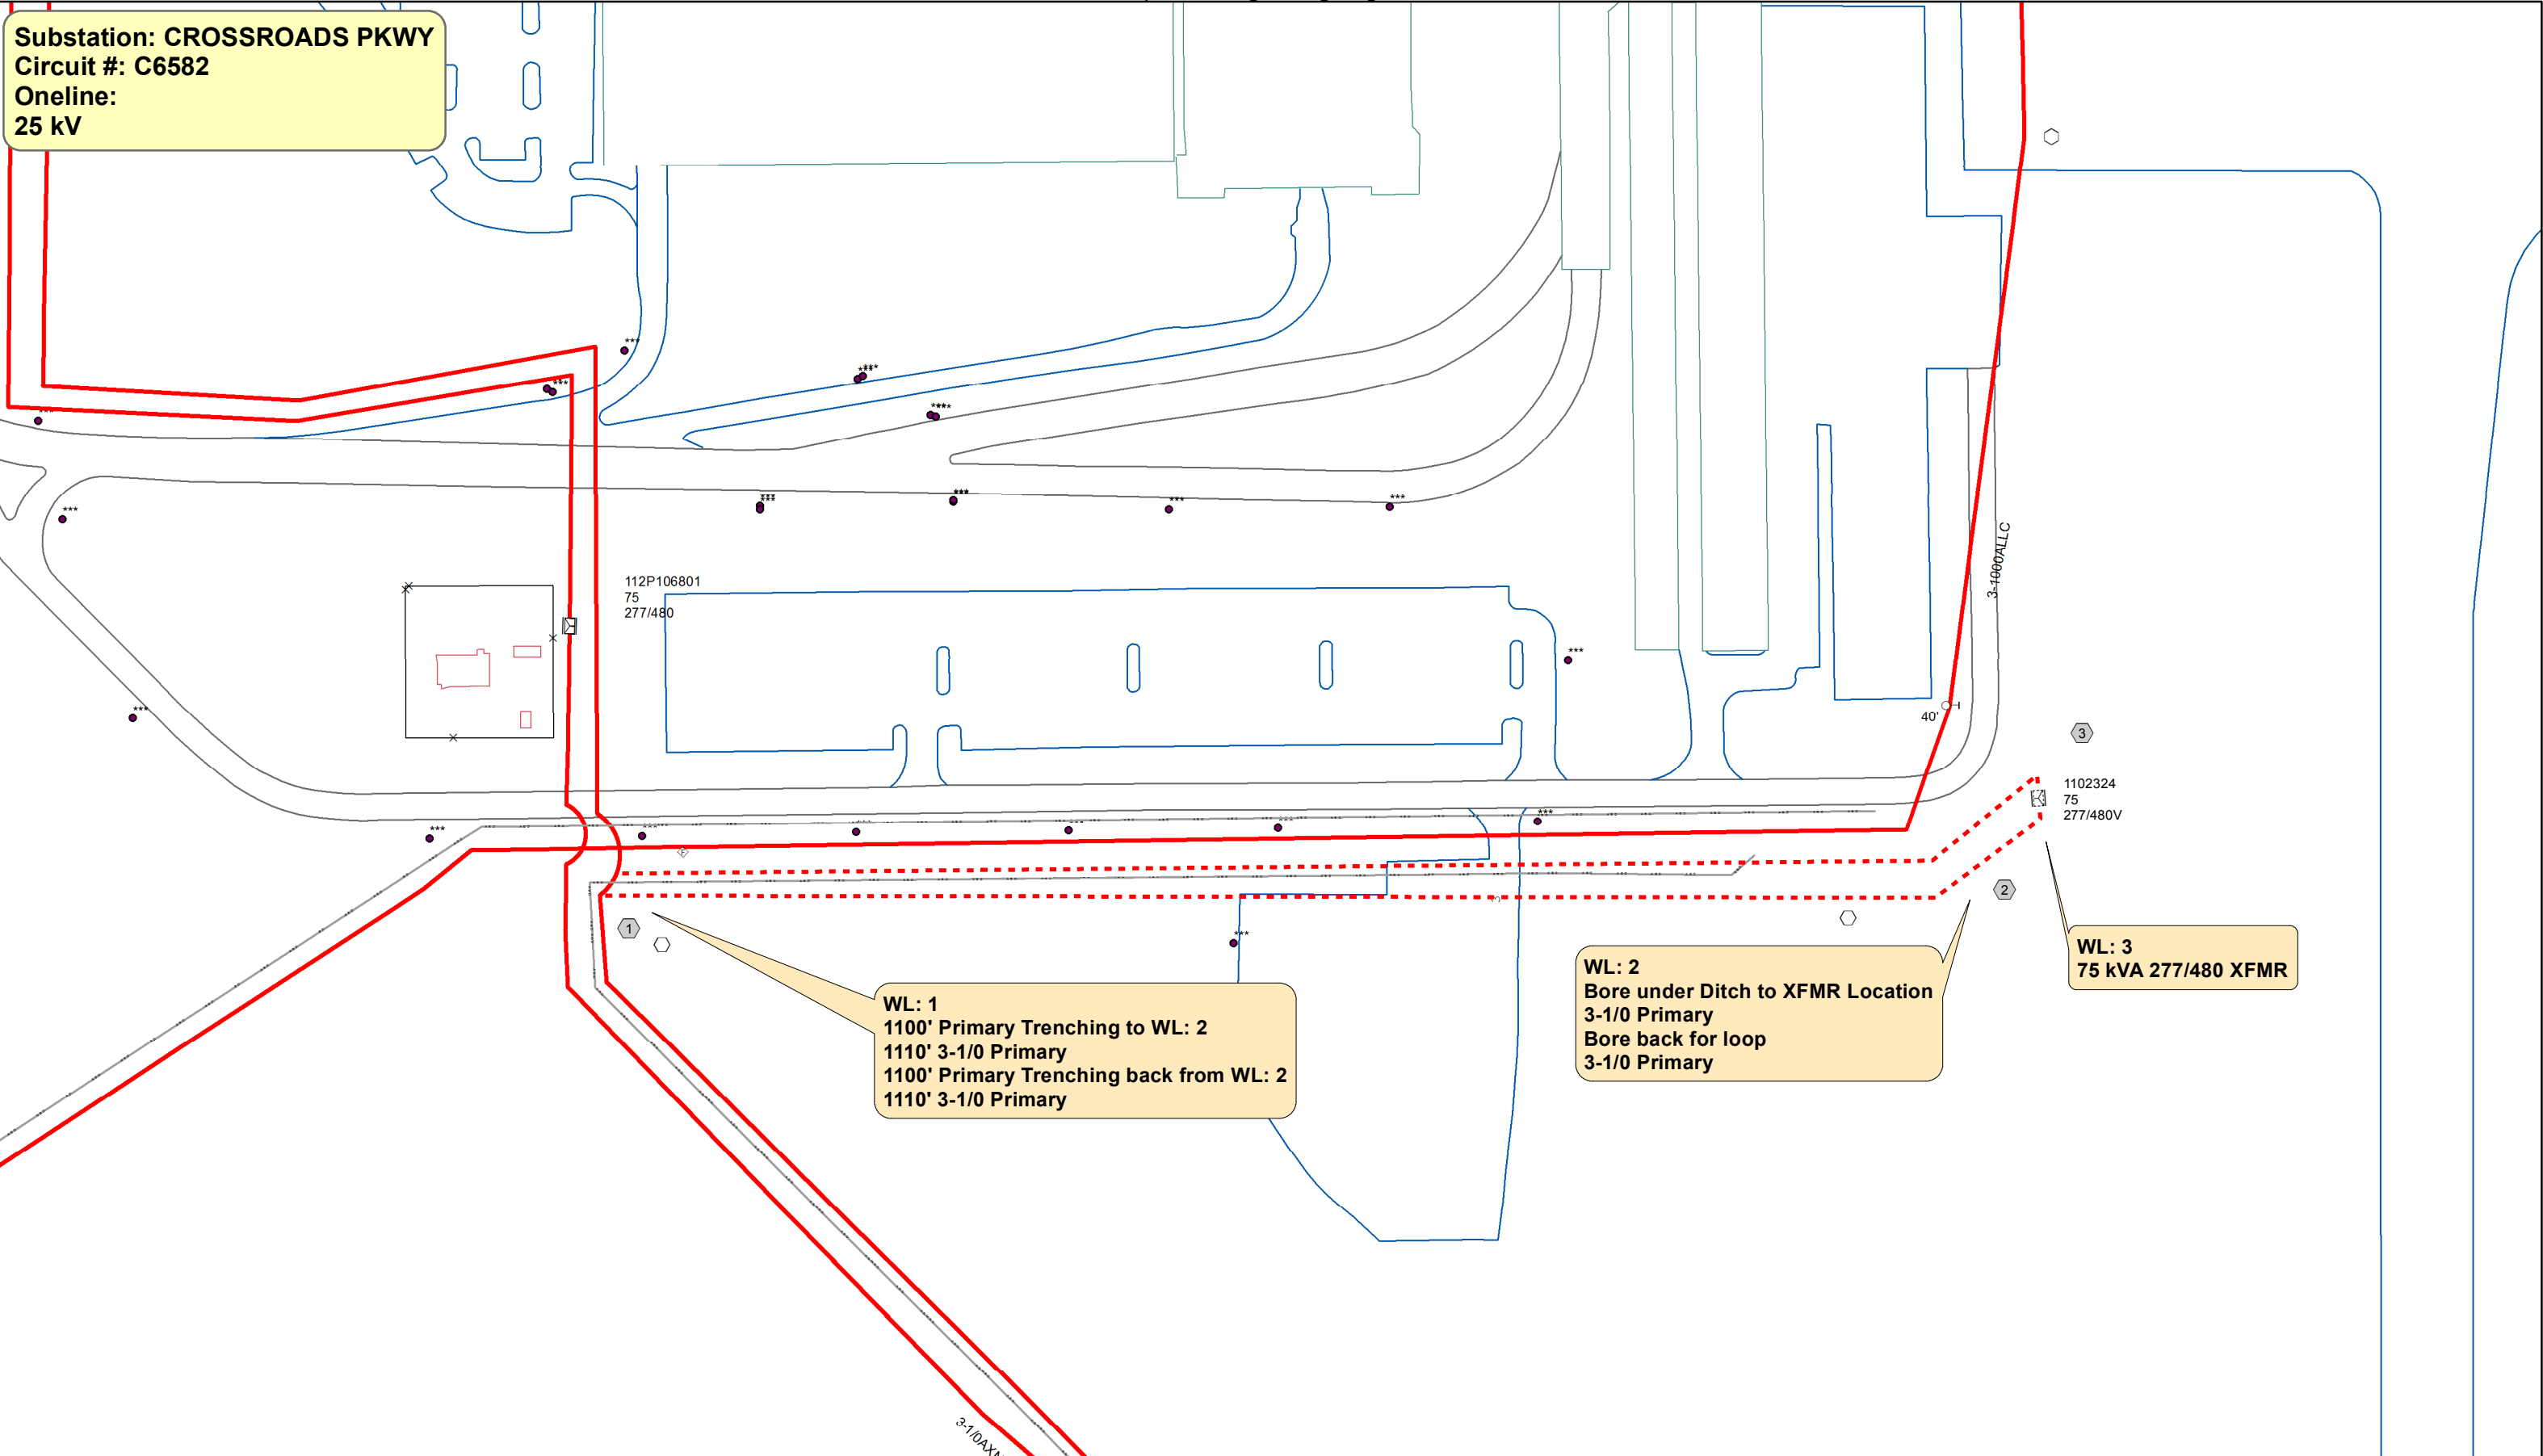 Substation: CROSSROADS PKWY
Circuit #: C6582
Oneline:
25 kV
***
***
***
***
***
***
***
***
***
***
***
***
112P106801
75
277/480
3-1000ALLC
***
***
40'
3
1102324
75
277/480V
***
***
***
***
***
***
F
2
1
***
WL: 1
1100' Primary Trenching to WL: 2
1110' 3-1/0 Primary
1100' Primary Trenching back from WL: 2
1110' 3-1/0 Primary
WL: 2
Bore under Ditch to XFMR Location
3-1/0 Primary
Bore back for loop
3-1/0 Primary
WL: 3
75 kVA 277/480 XFMR